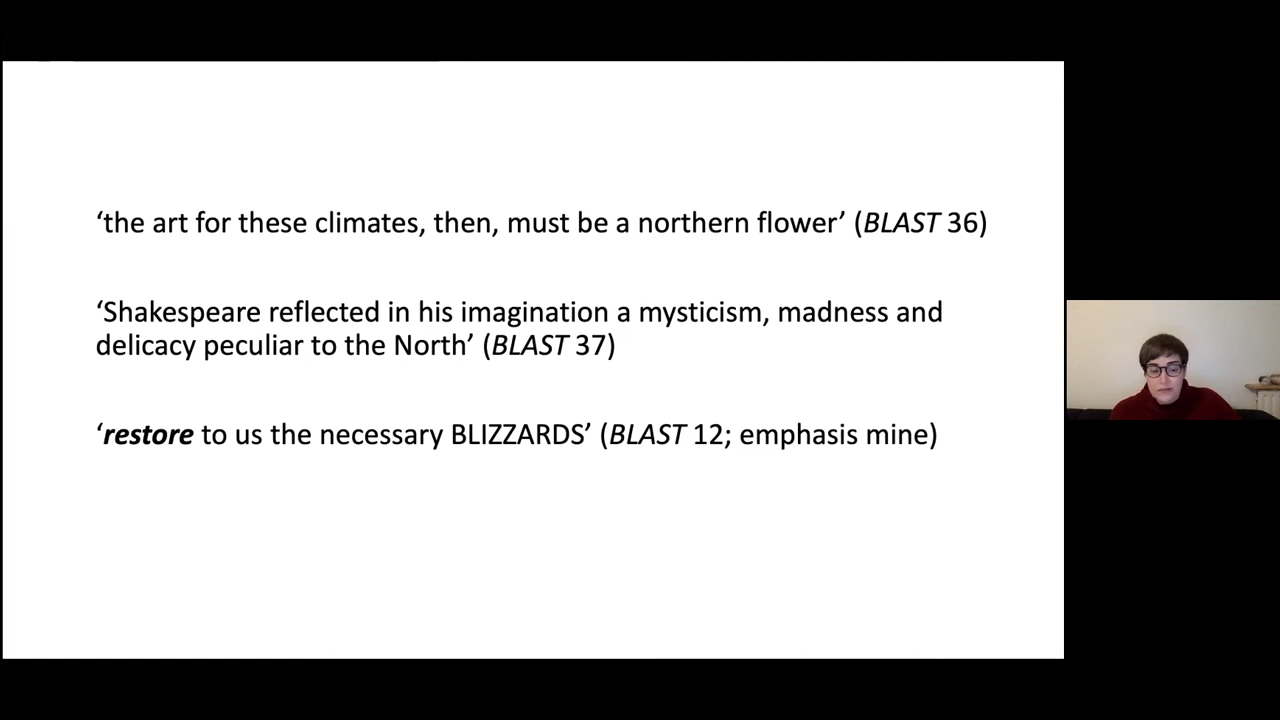 ‘the art for these climates, then, must be a northern flower’ (BLAST 36)
‘Shakespeare reflected in his imagination a mysticism, madness and
delicacy peculiar to the North’ (BLAST 37)
‘restore to us the necessary BLIZZARDS’ (BLAST 12; emphasis mine)